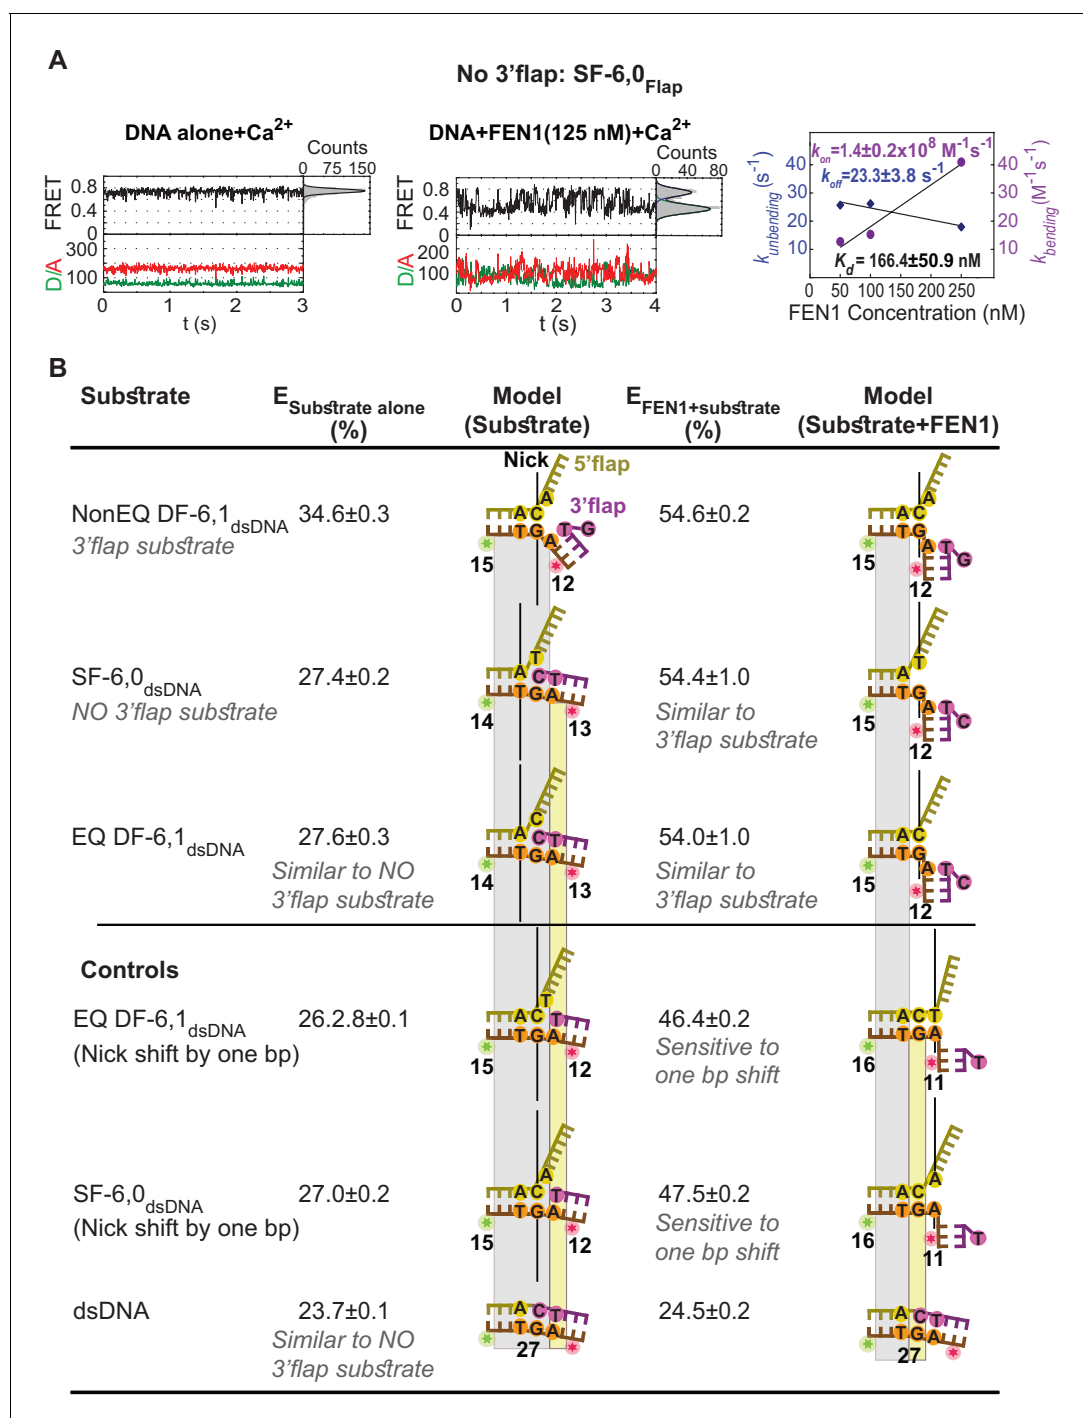 A
No 3'flap: SF-6,0Flap
DNA alone+Ca2+
Counts
0 75 150
FRET
0.8
0.4
0
D/A
300
100
0 1 2 3
t (s)
DNA+FEN1(125 nM)+Ca2+
Counts
0 40 80
FRET
0.8
0.4
0
D/A
200
100
0 1 2 3 4
t (s)
kon=1.4±0.2x10^8 M-1s-1
koff=23.3±3.8 s-1
Kd = 166.4±50.9 nM
kunbending (s-1)
40
30
20
10
kbending(M-1s-1)
40
30
20
10
0 50 100 150 200 250
FEN1 Concentration (nM)
B
Substrate
ESubstrate alone (%)
Model (Substrate)
EFEN1+substrate (%)
Model (Substrate+FEN1)
Nick
5'flap
3'flap
NonEQ DF-6,1dsDNA
3'flap substrate
34.6±0.3
A C A
T G A T G
15 12
54.6±0.2
A C A
T G A T G
15 12
SF-6,0dsDNA
NO 3'flap substrate
27.4±0.2
A T
C T
T G A
14 13
54.4±1.0
Similar to
3'flap substrate
A T
T G A T C
15 12
EQ DF-6,1dsDNA
27.6±0.3
Similar to NO
3'flap substrate
A C
C T
T G A
14 13
54.0±1.0
Similar to
3'flap substrate
A C
T G A T C
15 12
Controls
EQ DF-6,1dsDNA
(Nick shift by one bp)
26.2.8±0.1
A C T
T
T G A
15 12
46.4±0.2
Sensitive to
one bp shift
A C T
T G A
T
16 11
SF-6,0dsDNA
(Nick shift by one bp)
27.0±0.2
A C A
T
T G A
15 12
47.5±0.2
Sensitive to
one bp shift
A C A
T G A
T
16 11
dsDNA
23.7±0.1
Similar to NO
3'flap substrate
A C T
T G A
27
24.5±0.2
A C T
T G A
27